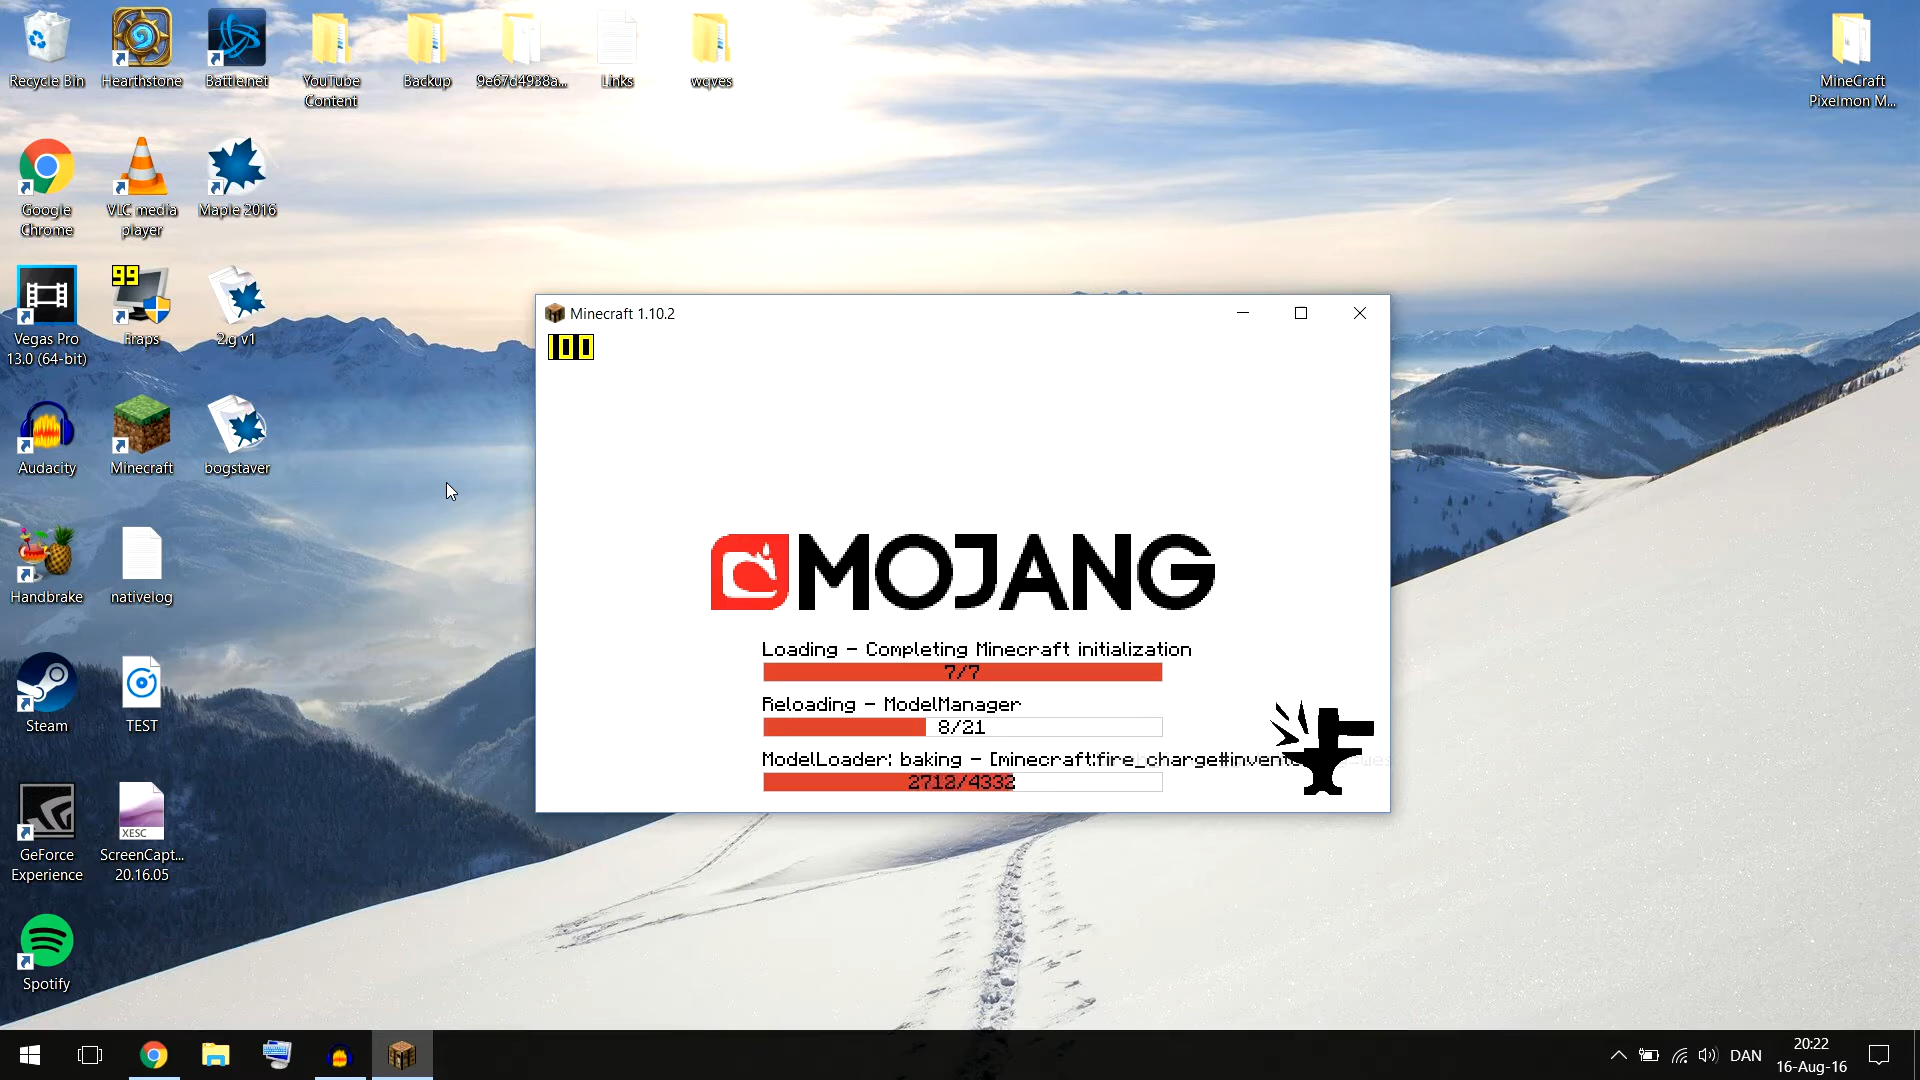 Recycle Bin
Hearthstone
Battle.net
YouTube
Content
Backup
9e67d4938a...
Links
wqves
MineCraft
Pixelmon M...
Google
Chrome
VLC media
player
Maple 2016
Vegas Pro
13.0 (64-bit)
99
Fraps
2.g v1
Audacity
Minecraft
bogstaver
Handbrake
nativelog
Steam
TEST
GeForce
Experience
XESC
ScreenCapt...
20.16.05
Spotify
Minecraft 1.10.2
100
MOJANG
Loading - Completing Minecraft initialization
7/7
Reloading - ModelManager
8/21
ModelLoader: baking - [minecraft:fire_charge#invent
2712/4332
DAN
20:22
16-Aug-16